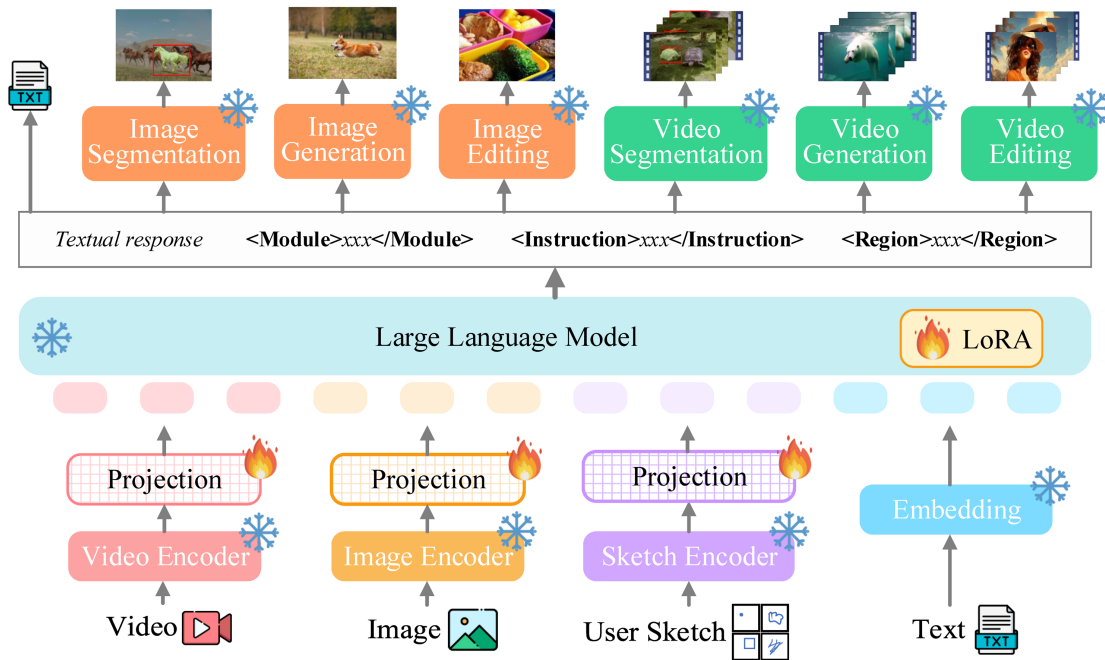 TXT
Image
Segmentation
Image
Generation
Image
Editing
Video
Segmentation
Video
Generation
Video
Editing
Textual response <Module>xxx</Module> <Instruction>xxx</Instruction> <Region>xxx</Region>
Large Language Model
LoRA
Projection
Projection
Projection
Embedding
Video Encoder
Image Encoder
Sketch Encoder
Video
Image
User Sketch
Text
TXT